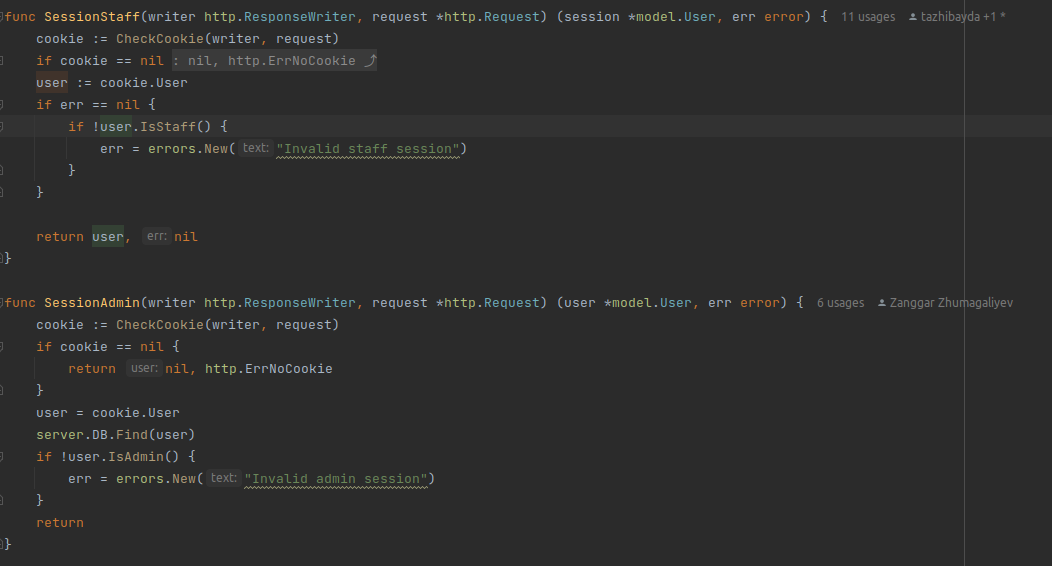 func SessionStaff(writer http.ResponseWriter, request *http.Request) (session *model.User, err error) { 11 usages tazhibayda +1 *
cookie := CheckCookie(writer, request)
if cookie == nil : nil, http.ErrNoCookie
user := cookie.User
if err == nil {
if !user.IsStaff() {
err = errors.New( text: "Invalid staff session")
}
}
return user, err: nil
}
func SessionAdmin(writer http.ResponseWriter, request *http.Request) (user *model.User, err error) { 6 usages Zanggar Zhumagaliyev
cookie := CheckCookie(writer, request)
if cookie == nil {
return user: nil, http.ErrNoCookie
}
user = cookie.User
server.DB.Find(user)
if !user.IsAdmin() {
err = errors.New( text: "Invalid admin session")
}
return
}